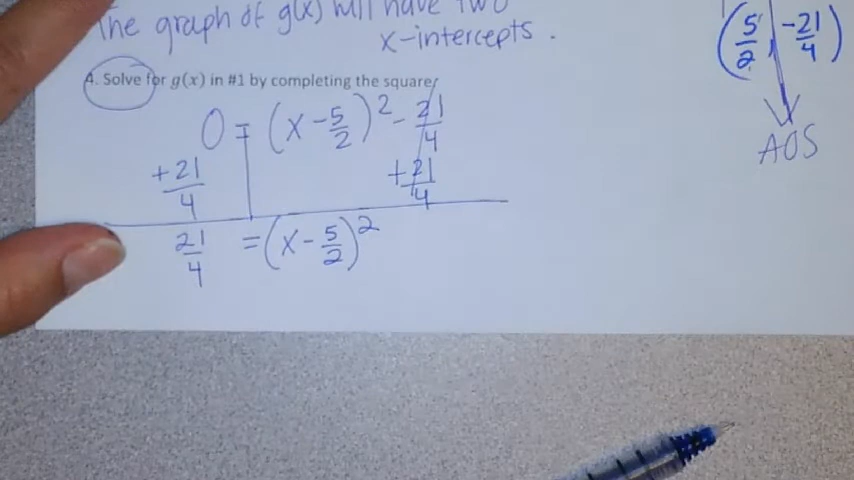 The graph of g(x) will have two
x-intercepts.
4. Solve for g(x) in #1 by completing the square.
0 = (x - 5/2)² - 21/4
+ 21/4 + 21/4
21/4 = (x - 5/2)²
(5/2, -21/4)
AOS